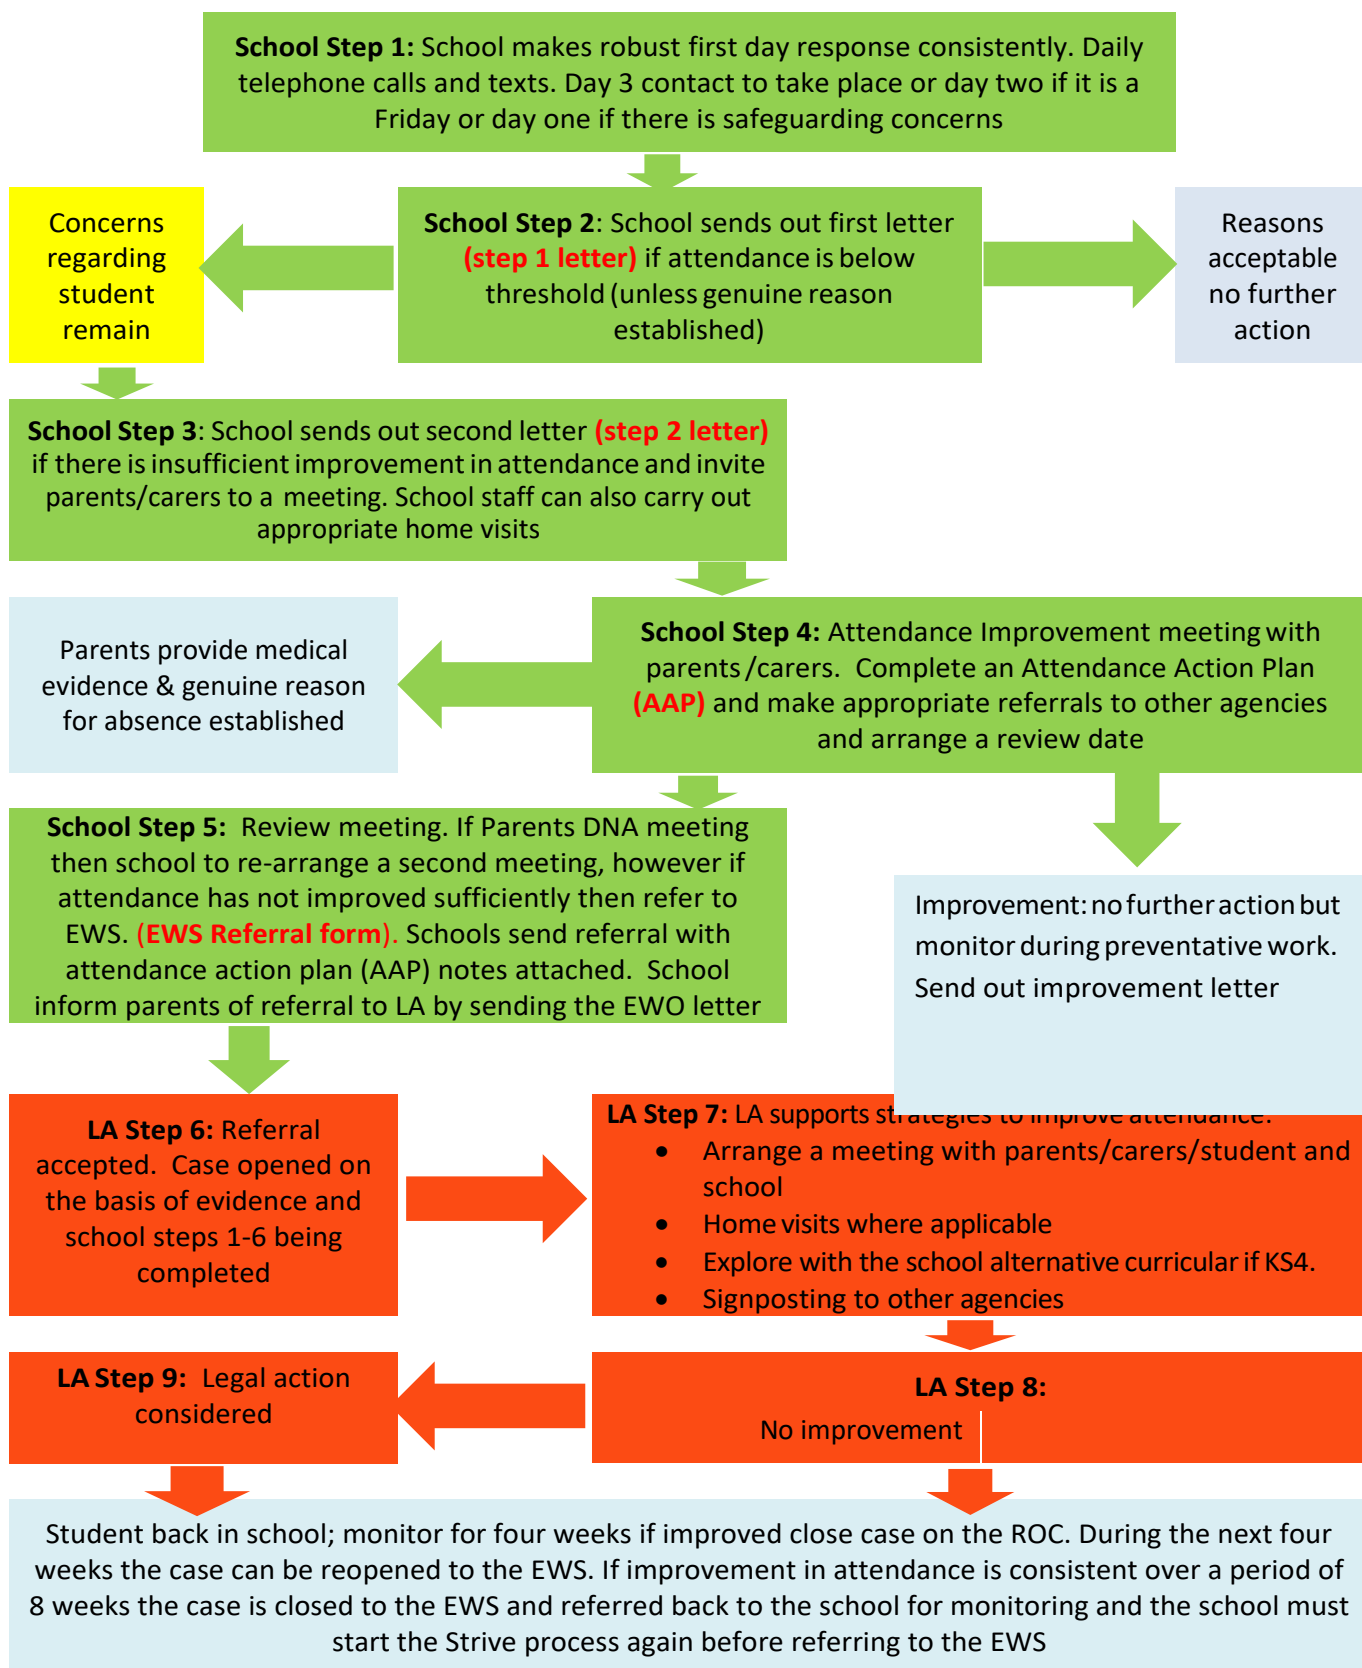 School Step 1: School makes robust first day response consistently. Daily
telephone calls and texts. Day 3 contact to take place or day two if it is a
Friday or day one if there is safeguarding concerns
Concerns
regarding
student
remain
School Step 2: School sends out first letter
(step 1 letter) if attendance is below
threshold (unless genuine reason
established)
Reasons
acceptable
no further
action
School Step 3: School sends out second letter (step 2 letter)
if there is insufficient improvement in attendance and invite
parents/carers to a meeting. School staff can also carry out
appropriate home visits
Parents provide medical
evidence & genuine reason
for absence established
School Step 4: Attendance Improvement meeting with
parents/carers. Complete an Attendance Action Plan
(AAP) and make appropriate referrals to other agencies
and arrange a review date
School Step 5: Review meeting. If Parents DNA meeting
then school to re-arrange a second meeting, however if
attendance has not improved sufficiently then refer to
EWS. (EWS Referral form). Schools send referral with
attendance action plan (AAP) notes attached. School
inform parents of referral to LA by sending the EWO letter
Improvement: no further action but
monitor during preventative work.
Send out improvement letter
LA Step 6: Referral
accepted. Case opened on
the basis of evidence and
school steps 1-6 being
completed
LA Step 7: LA supports strategies to improve attendance.
• Arrange a meeting with parents/carers/student and
school
• Home visits where applicable
• Explore with the school alternative curricular if KS4.
• Signposting to other agencies
LA Step 9: Legal action
considered
LA Step 8:
No improvement
Student back in school; monitor for four weeks if improved close case on the ROC. During the next four
weeks the case can be reopened to the EWS. If improvement in attendance is consistent over a period of
8 weeks the case is closed to the EWS and referred back to the school for monitoring and the school must
start the Strive process again before referring to the EWS